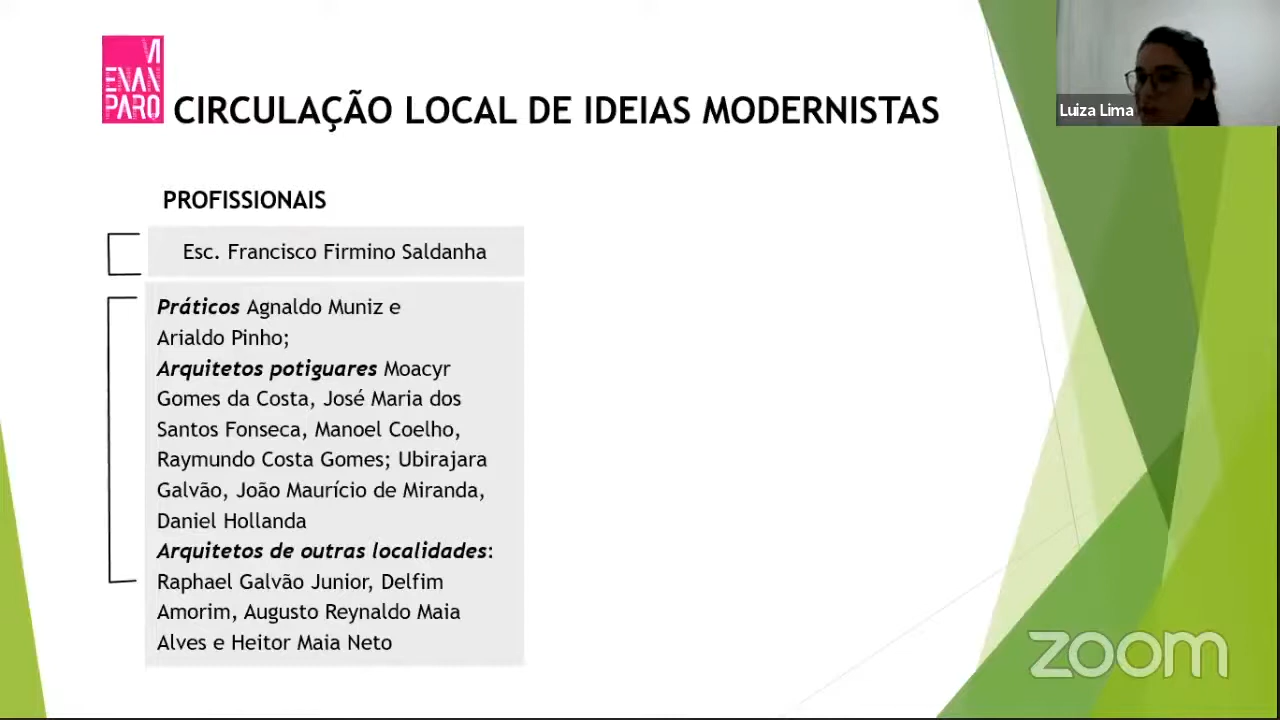 VI
ENAN
PARQ
CIRCULAÇÃO LOCAL DE IDEIAS MODERNISTAS
Luiza Lima
PROFISSIONAIS
Esc. Francisco Firmino Saldanha
Práticos Agnaldo Muniz e
Arialdo Pinho;
Arquitetos potiguares Moacyr
Gomes da Costa, José Maria dos
Santos Fonseca, Manoel Coelho,
Raymundo Costa Gomes; Ubirajara
Galvão, João Maurício de Miranda,
Daniel Hollanda
Arquitetos de outras localidades:
Raphael Galvão Junior, Delfim
Amorim, Augusto Reynaldo Maia
Alves e Heitor Maia Neto
zoom